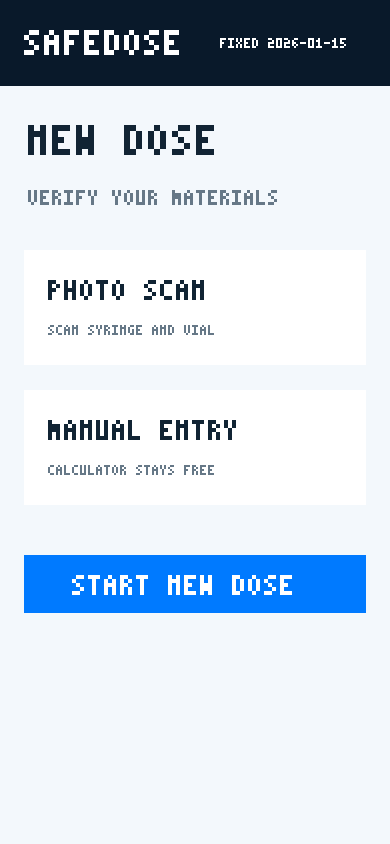 SAFEDOSE
FIXED 2026-01-15
NEW DOSE
VERIFY YOUR MATERIALS
PHOTO SCAN
SCAN SYRINGE AND VIAL
MANUAL ENTRY
CALCULATOR STAYS FREE
START NEW DOSE